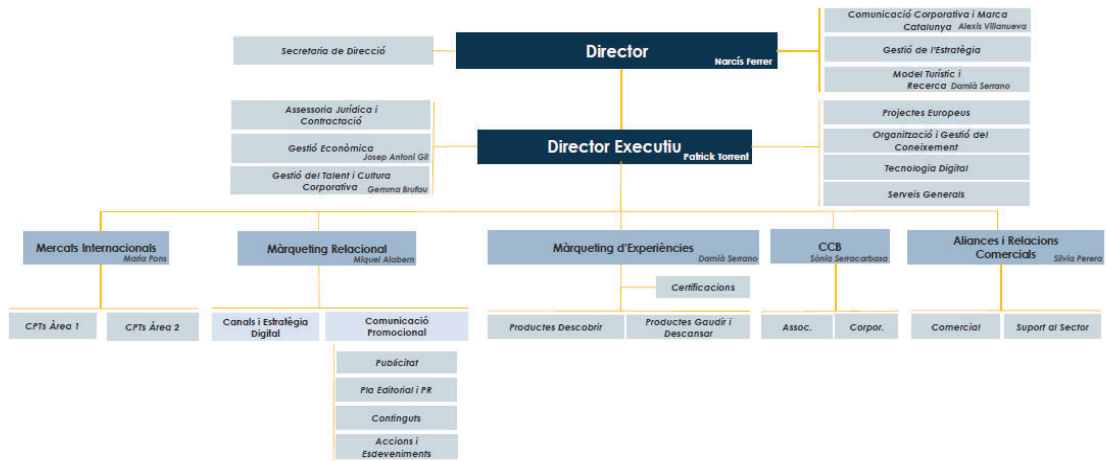 Comunicació Corporativa i Marca
Catalunya Alexis Villanueva
Secretaria de Direcció
Director
Narcís Ferrer
Gestió de l'Estratègia
Model Turístic i
Recerca Damià Serrano
Assessoria Jurídica i
Contractació
Gestió Econòmica
Josep Antoni Gil
Gestió del Talent i Cultura
Corporativa Gemma Brufau
Director Executiu
Patrick Torrent
Projectes Europeus
Organització i Gestió del
Coneixement
Tecnologia Digital
Serveis Generals
Mercats Internacionals
Maria Pons
Màrqueting Relacional
Miquel Alabern
Màrqueting d'Experiències
Damià Serrano
CCB
Sònia Serracarbasa
Aliances i Relacions
Comercials Sílvia Perera
Certificacions
CPTs Àrea 1
CPTs Àrea 2
Canals i Estratègia
Digital
Comunicació
Promocional
Productes Descobrir
Productes Gaudir i
Descansar
Assoc.
Corpor.
Comercial
Suport al Sector
Publicitat
Pla Editorial i PR
Continguts
Accions i
Esdeveniments